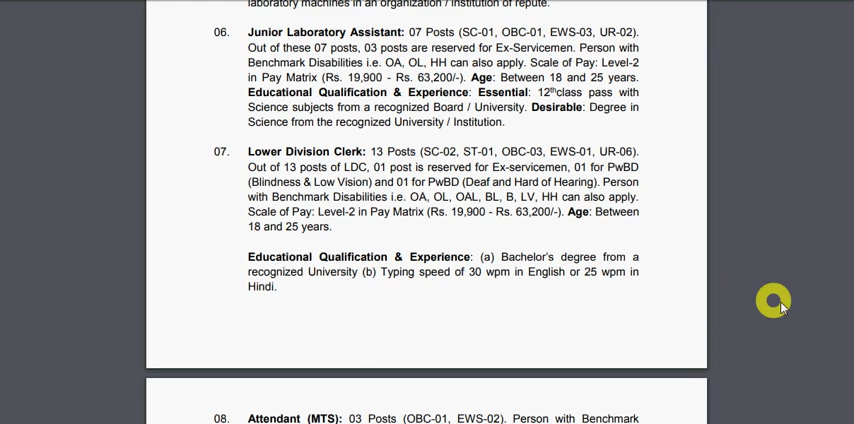 laboratory machines in an organization / institution of repute.
06. Junior Laboratory Assistant: 07 Posts (SC-01, OBC-01, EWS-03, UR-02).
Out of these 07 posts, 03 posts are reserved for Ex-Servicemen. Person with
Benchmark Disabilities i.e. OA, OL, HH can also apply. Scale of Pay: Level-2
in Pay Matrix (Rs. 19,900 - Rs. 63,200/-). Age: Between 18 and 25 years.
Educational Qualification & Experience: Essential: 12thclass pass with
Science subjects from a recognized Board / University. Desirable: Degree in
Science from the recognized University / Institution.
07. Lower Division Clerk: 13 Posts (SC-02, ST-01, OBC-03, EWS-01, UR-06).
Out of 13 posts of LDC, 01 post is reserved for Ex-servicemen, 01 for PwBD
(Blindness & Low Vision) and 01 for PwBD (Deaf and Hard of Hearing). Person
with Benchmark Disabilities i.e. OA, OL, OAL, BL, B, LV, HH can also apply.
Scale of Pay: Level-2 in Pay Matrix (Rs. 19,900 - Rs. 63,200/-). Age: Between
18 and 25 years.
Educational Qualification & Experience: (a) Bachelor's degree from a
recognized University (b) Typing speed of 30 wpm in English or 25 wpm in
Hindi.
08. Attendant (MTS): 03 Posts (OBC-01, EWS-02). Person with Benchmark